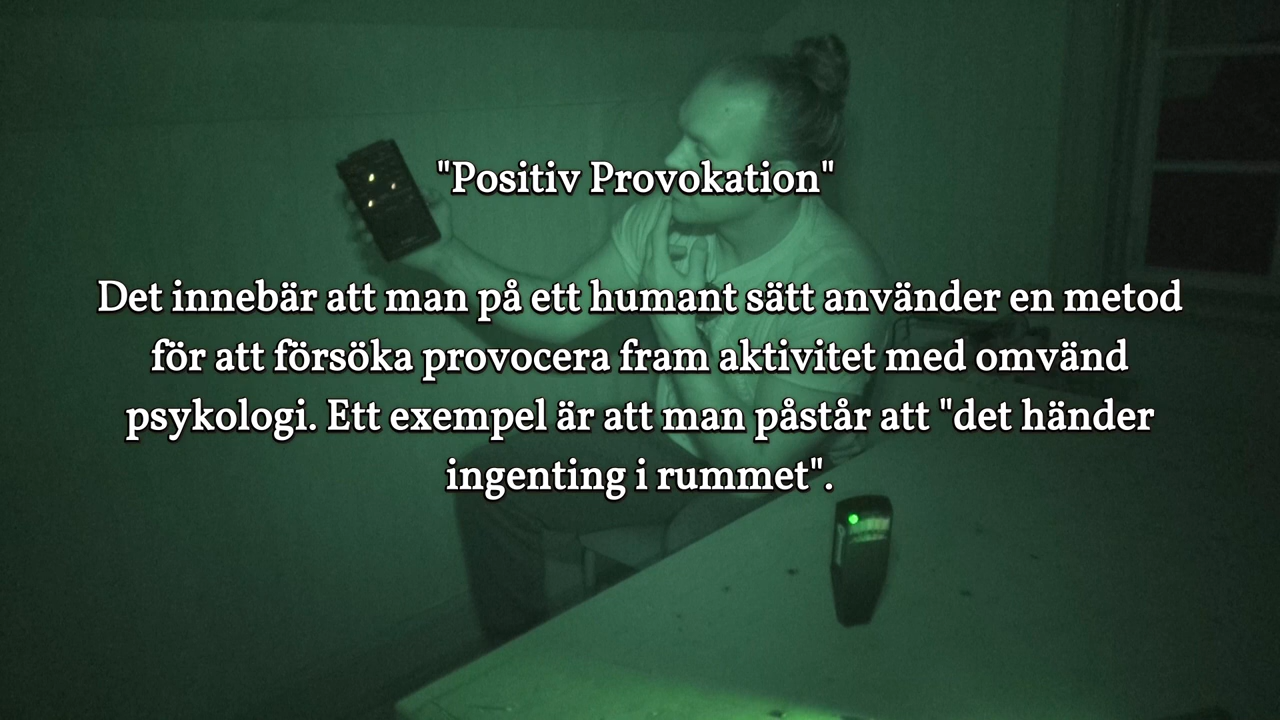 "Positiv Provokation"
Det innebär att man på ett humant sätt använder en metod
för att försöka provocera fram aktivitet med omvänd
psykologi. Ett exempel är att man påstår att "det händer
ingenting i rummet".